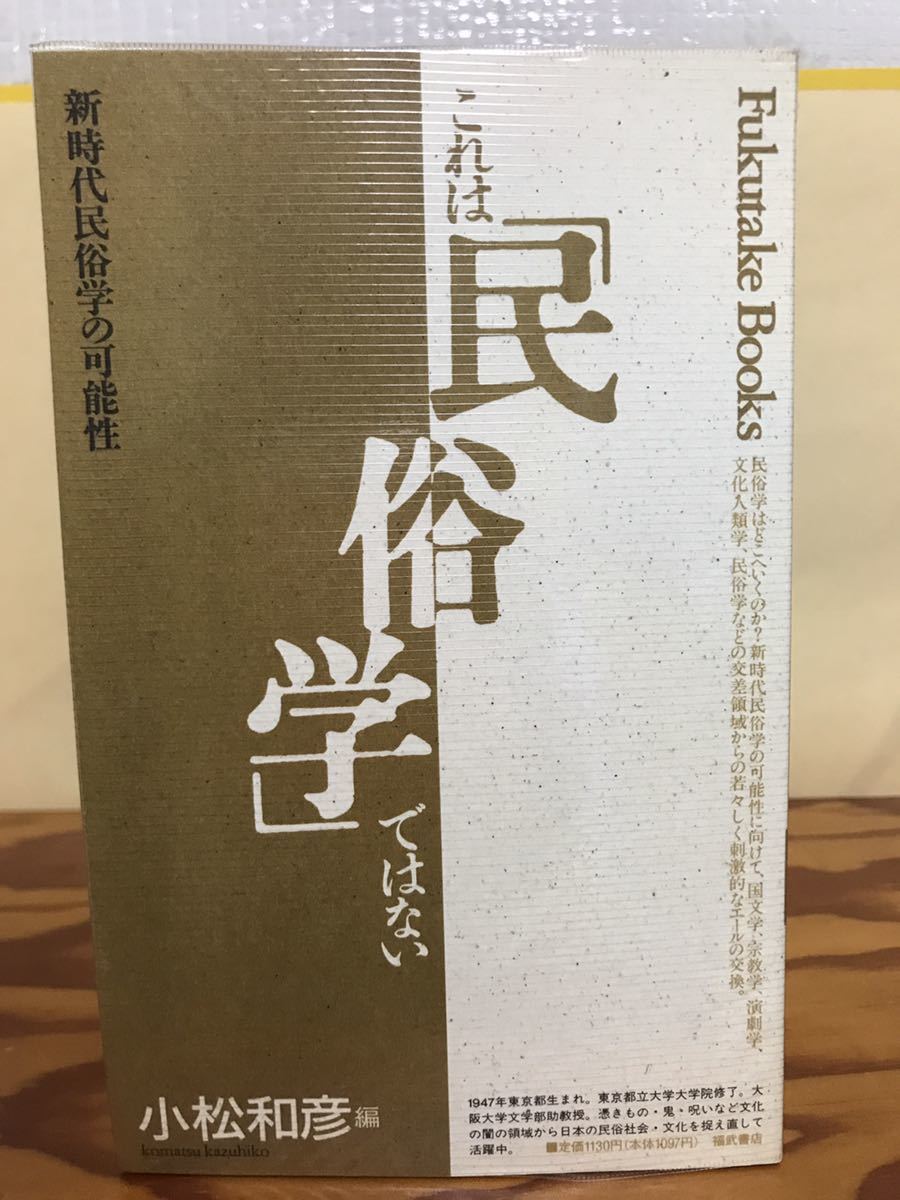 Fukutake Books
民俗学はどこへいくのか？新時代民俗学の可能性に向けて、国文学、宗教学、演劇学、
文化人類学、民俗学などの交差領域からの若々しく刺激的なエールの交換。
これは
「民
俗
学」
ではない
新時代民俗学の可能性
小松和彦編
komatsu kazuhiko
1947年東京都生まれ。東京都立大学大学院修了。大
阪大学文学部助教授。憑きもの・鬼・呪いなど文化
の闇の領域から日本の民俗社会・文化を捉え直して
活躍中。
■定価1130円（本体1097円） 福武書店